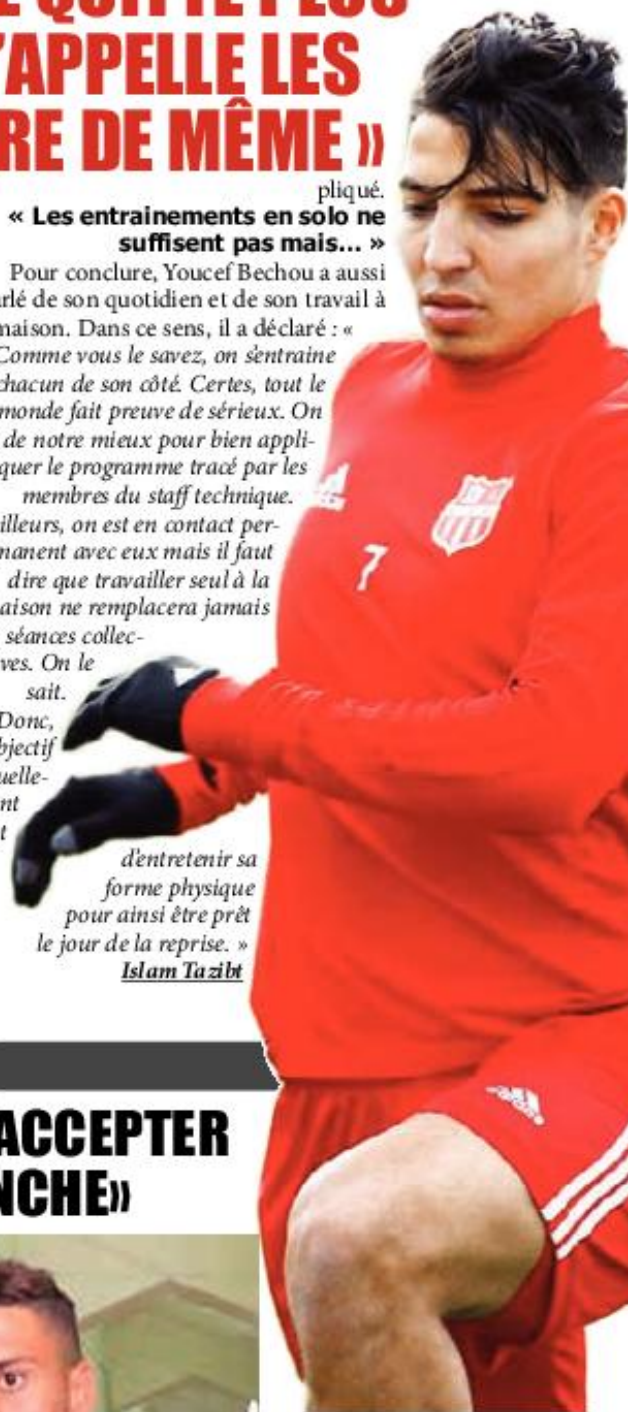 'APPELLE LES
RE DE MÊME »
pliqué.
« Les entrainements en solo ne
suffisent pas mais... »
Pour conclure, Youcef Bechou a aussi
rlé de son quotidien et de son travail à
maison. Dans ce sens, il a déclaré : «
Comme vous le savez, on s'entraine
chacun de son côté. Certes, tout le
monde fait preuve de sérieux. On
de notre mieux pour bien appli-
quer le programme tracé par les
membres du staff technique.
illeurs, on est en contact per-
manent avec eux mais il faut
dire que travailler seul à la
aison ne remplacera jamais
séances collec-
ves. On le
sait.
Donc,
bjectif
uelle-
nt
t
d'entretenir sa
forme physique
pour ainsi être prêt
le jour de la reprise. »
Islam Tazibt
7
adidas
ACCEPTER
NCHE»